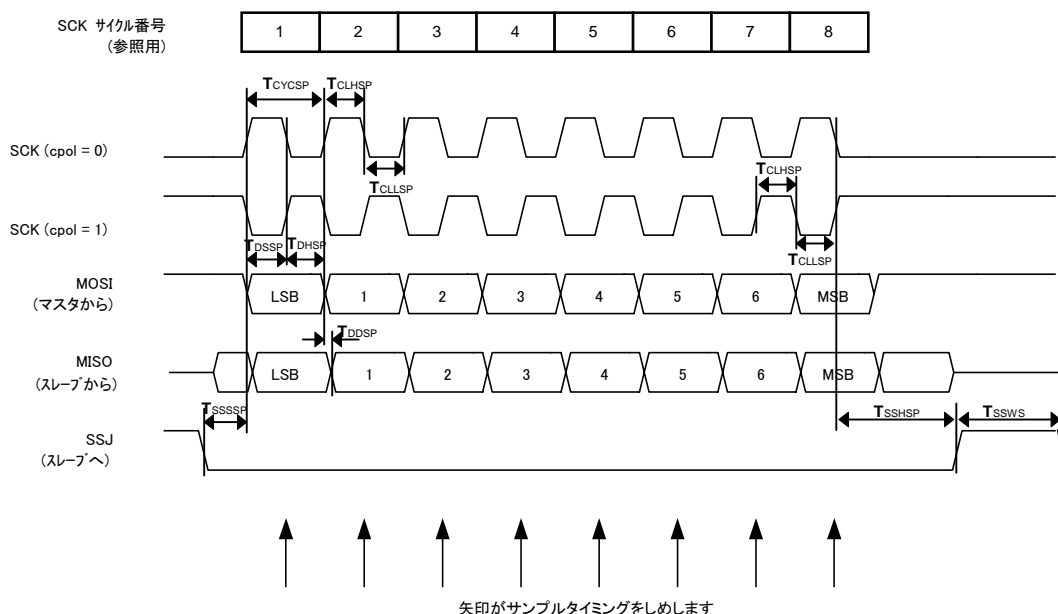 SCK サイクル番号
(参照用)
1 2 3 4 5 6 7 8
TCYCSP TCLHSP
SCK (cpol = 0)
TCLLSP TCLHSP
SCK (cpol = 1)
TDSSP TDHSP TCLLSP
MOSI
(マスタから)
LSB 1 2 3 4 5 6 MSB
TDDSP
MISO
(スレーブから)
LSB 1 2 3 4 5 6 MSB
TSSSSP TSSHSP TSSWS
SSJ
(スレーブへ)
矢印がサンプルタイミングをしめします